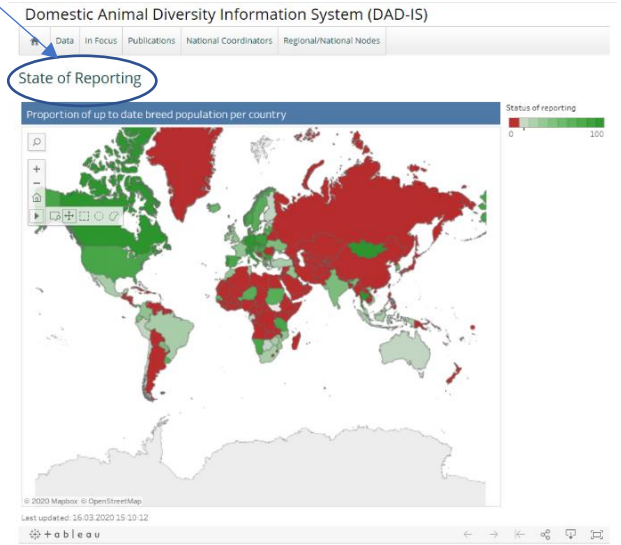 Domestic Animal Diversity Information System (DAD-IS)
Data In Focus Publications National Coordinators Regional/National Nodes
State of Reporting
Proportion of up to date breed population per country
Status of reporting
0 100
© 2020 Mapbox © OpenStreetMap
Last updated: 16.03.2020 15:10:12
+ a b l e a u